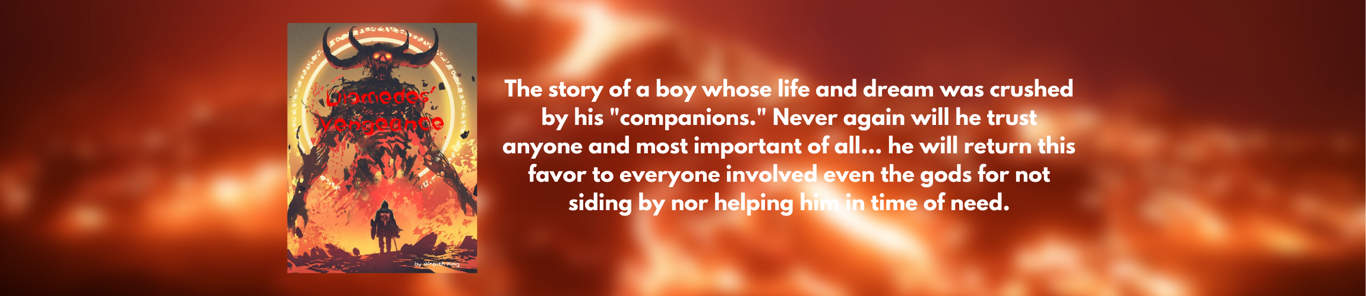 Vengeance
The story of a boy whose life and dream was crushed
by his "companions." Never again will he trust
anyone and most important of all... he will return this
favor to everyone involved even the gods for not
siding by nor helping him in time of need.
by